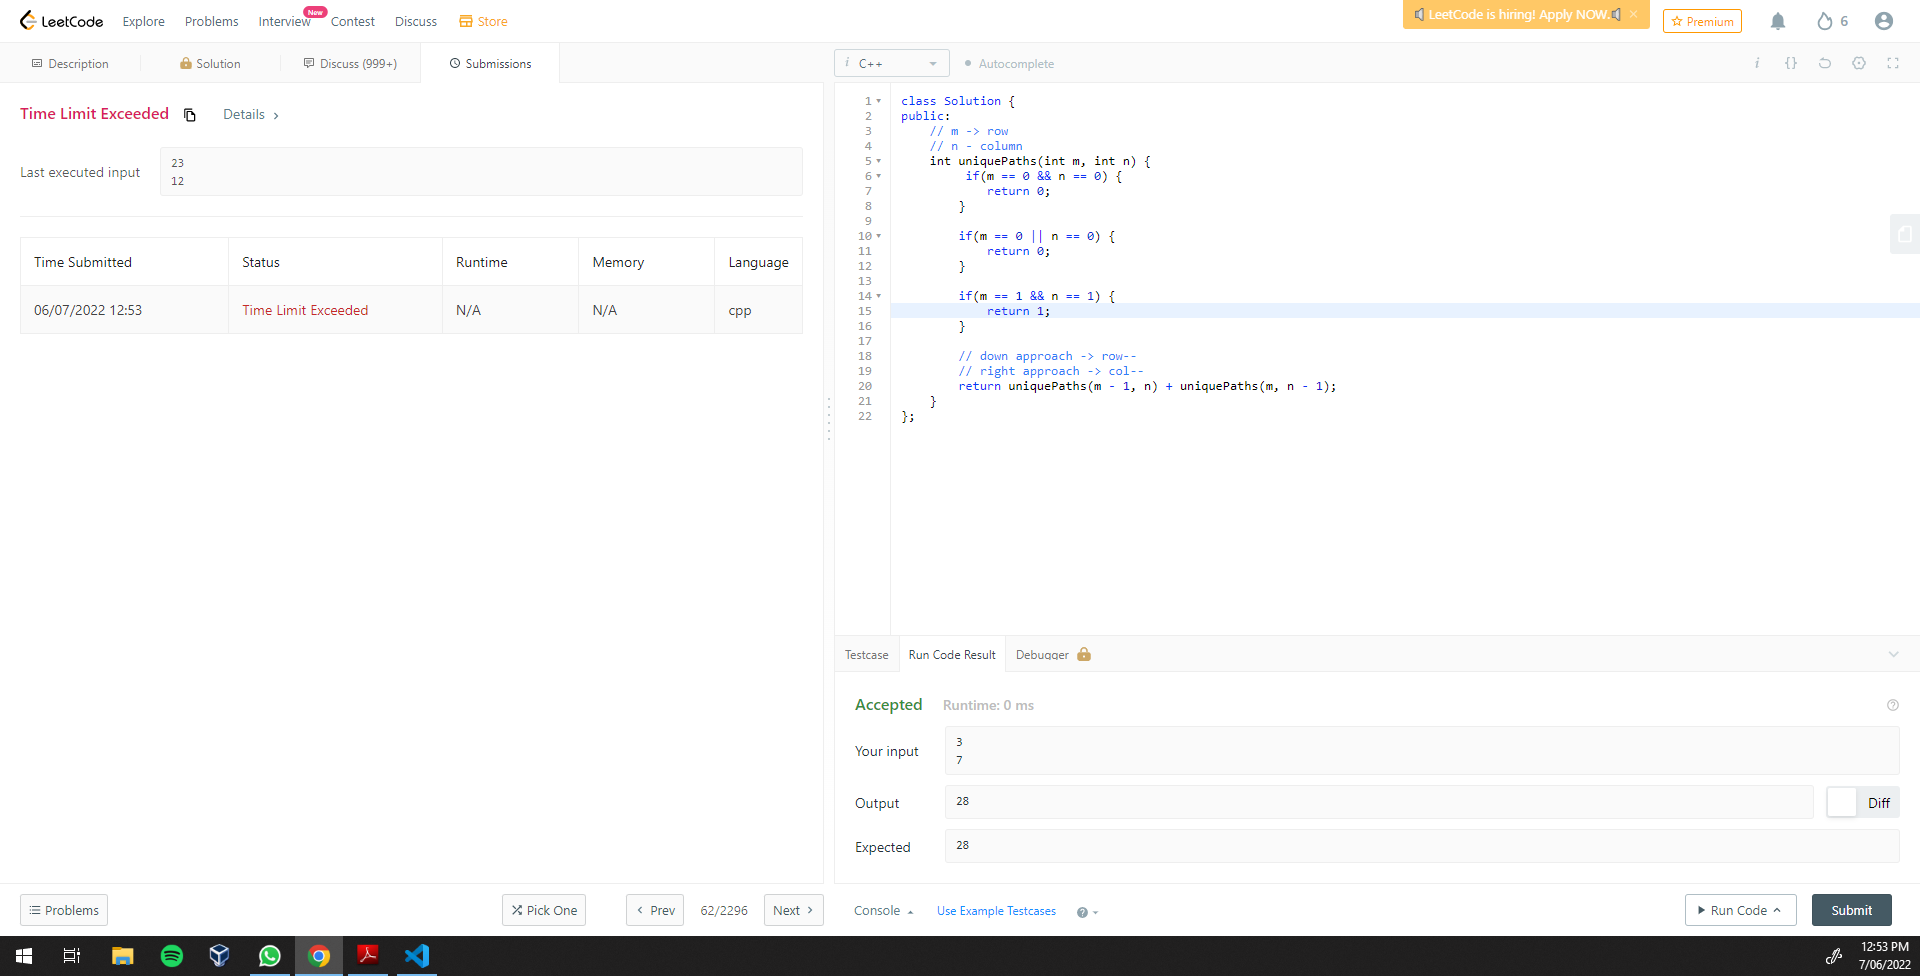 LeetCode
Explore
Problems
Interview
New
Contest
Discuss
Store
LeetCode is hiring! Apply NOW.
×
Premium
6
Description
Solution
Discuss (999+)
Submissions
i C++
Autocomplete
i
{}
Time Limit Exceeded
Details >
Last executed input
23
12
Time Submitted Status Runtime Memory Language
06/07/2022 12:53 Time Limit Exceeded N/A N/A cpp
1 class Solution {
2 public:
3     // m -> row
4     // n - column
5     int uniquePaths(int m, int n) {
6          if(m == 0 && n == 0) {
7             return 0;
8         }
9
10         if(m == 0 || n == 0) {
11             return 0;
12         }
13
14         if(m == 1 && n == 1) {
15             return 1;
16         }
17
18         // down approach -> row--
19         // right approach -> col--
20         return uniquePaths(m - 1, n) + uniquePaths(m, n - 1);
21     }
22 };
Testcase
Run Code Result
Debugger
Accepted
Runtime: 0 ms
Your input
3
7
Output
28
Diff
Expected
28
Problems
Pick One
< Prev
62/2296
Next >
Console
Use Example Testcases
Run Code
Submit
12:53 PM
7/06/2022